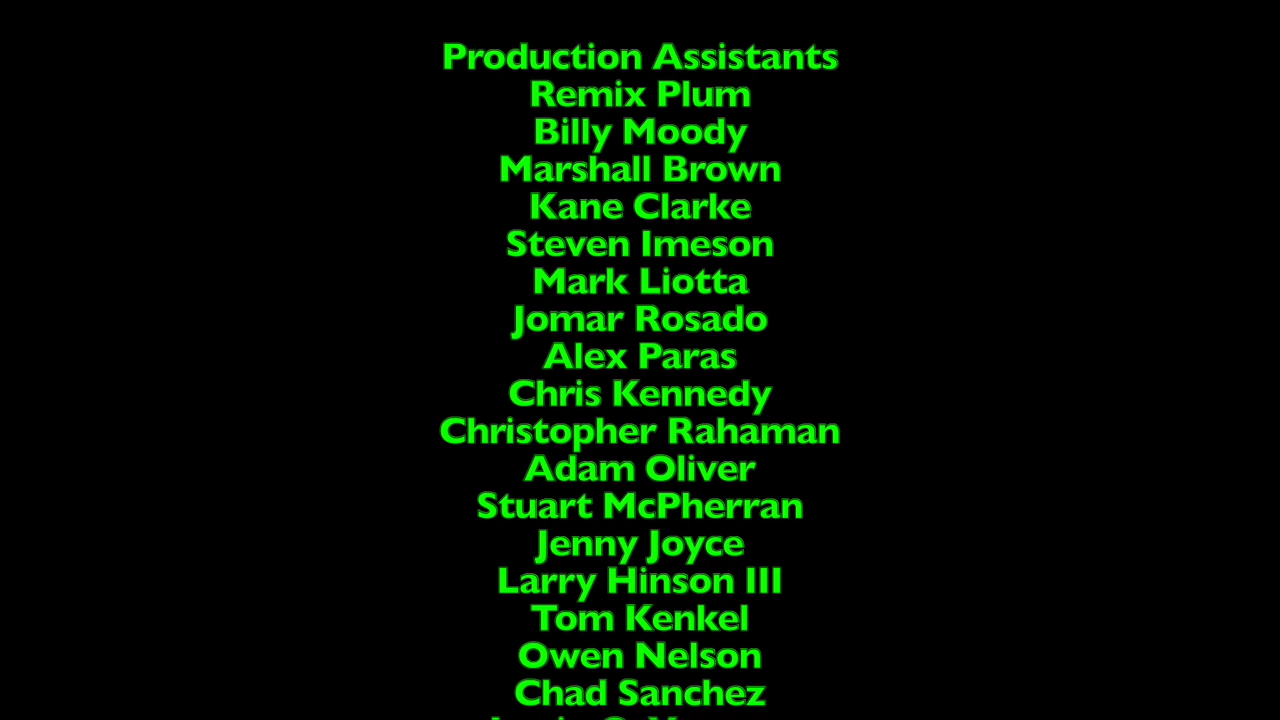 Production Assistants
Remix Plum
Billy Moody
Marshall Brown
Kane Clarke
Steven Imeson
Mark Liotta
Jomar Rosado
Alex Paras
Chris Kennedy
Christopher Rahaman
Adam Oliver
Stuart McPherran
Jenny Joyce
Larry Hinson III
Tom Kenkel
Owen Nelson
Chad Sanchez